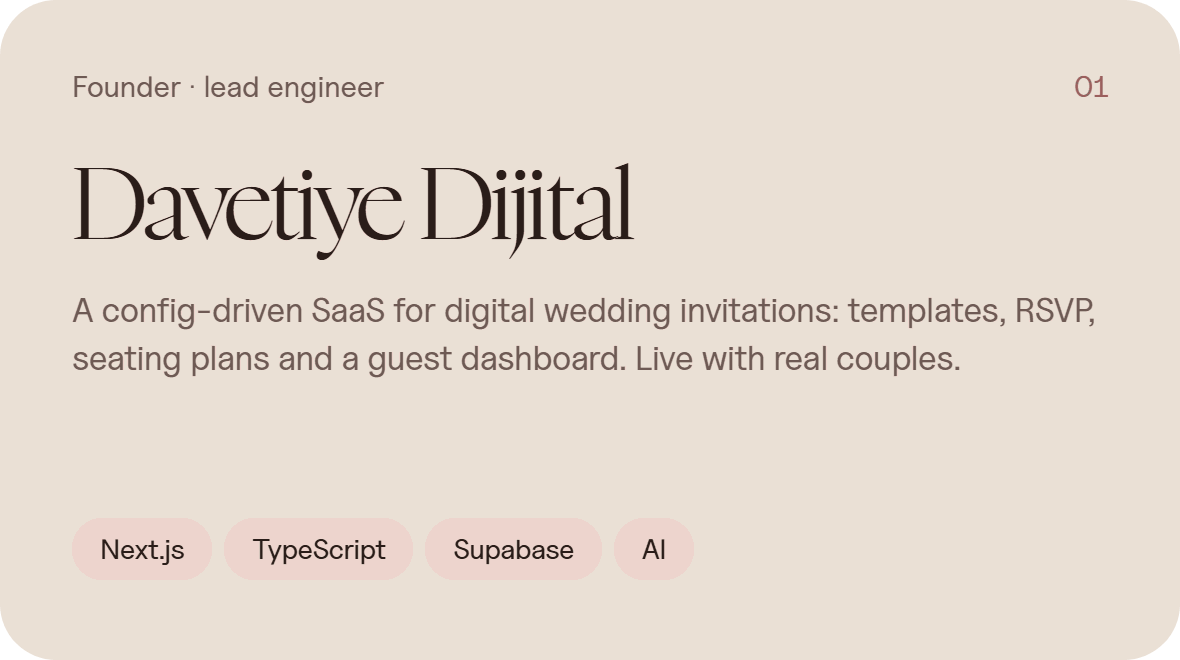 Founder · lead engineer
01
Davetiye Dijital
A config-driven SaaS for digital wedding invitations: templates, RSVP,
seating plans and a guest dashboard. Live with real couples.
Next.js TypeScript Supabase AI